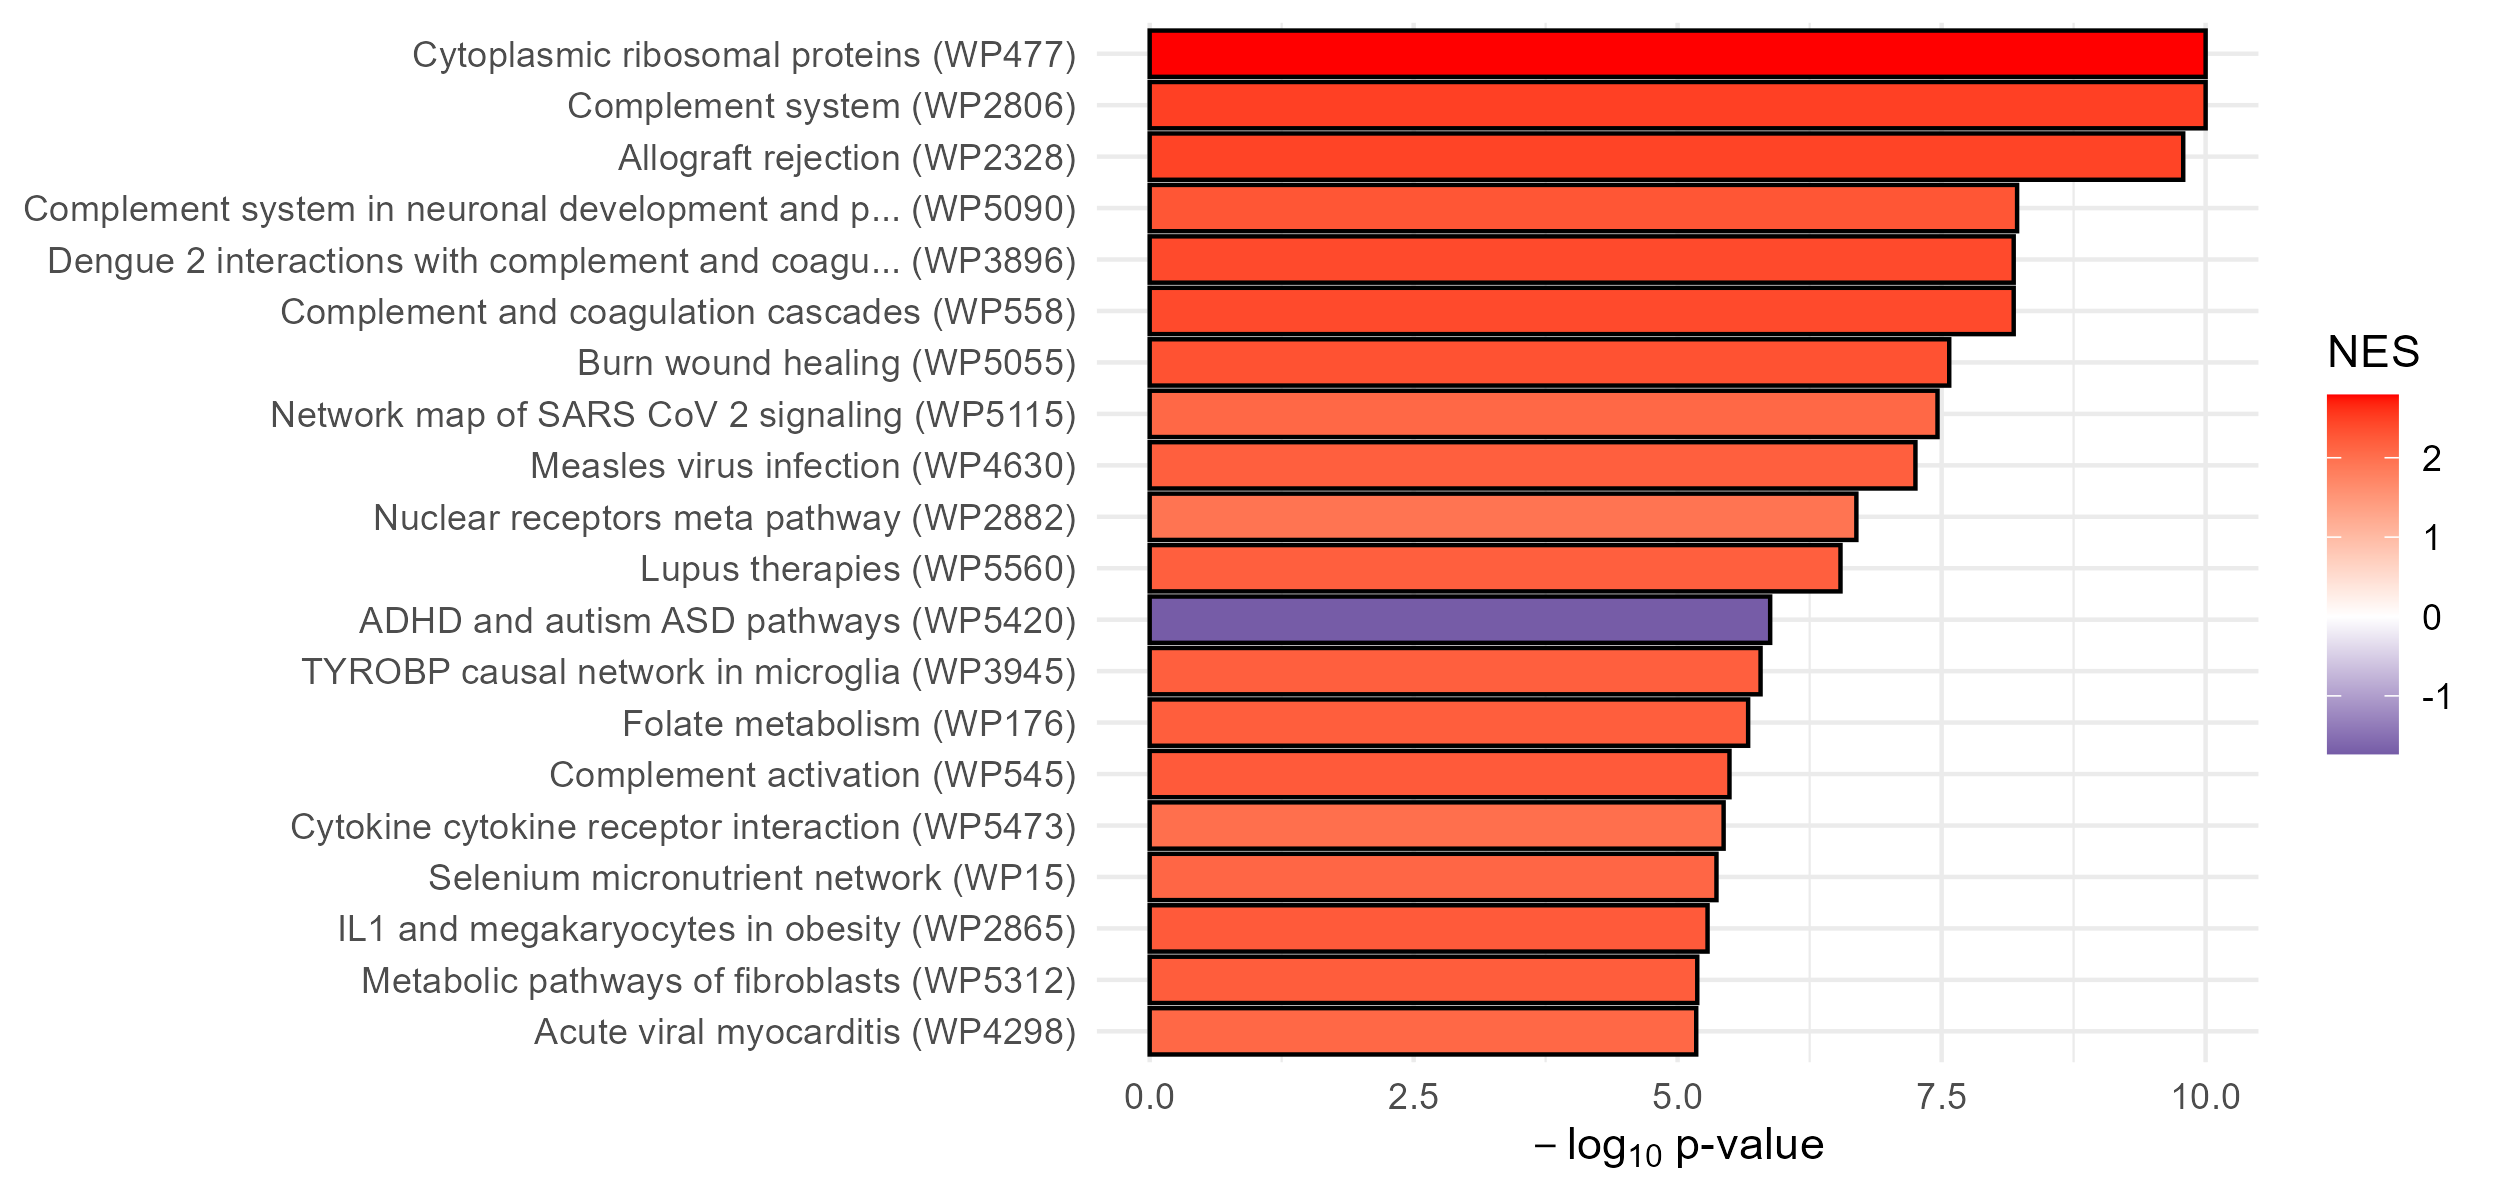 Cytoplasmic ribosomal proteins (WP477)
Complement system (WP2806)
Allograft rejection (WP2328)
Complement system in neuronal development and p... (WP5090)
Dengue 2 interactions with complement and coagu... (WP3896)
Complement and coagulation cascades (WP558)
Burn wound healing (WP5055)
Network map of SARS CoV 2 signaling (WP5115)
Measles virus infection (WP4630)
Nuclear receptors meta pathway (WP2882)
Lupus therapies (WP5560)
ADHD and autism ASD pathways (WP5420)
TYROBP causal network in microglia (WP3945)
Folate metabolism (WP176)
Complement activation (WP545)
Cytokine cytokine receptor interaction (WP5473)
Selenium micronutrient network (WP15)
IL1 and megakaryocytes in obesity (WP2865)
Metabolic pathways of fibroblasts (WP5312)
Acute viral myocarditis (WP4298)
0.0 2.5 5.0 7.5 10.0
− log₁₀ p-value
NES
2
1
0
-1